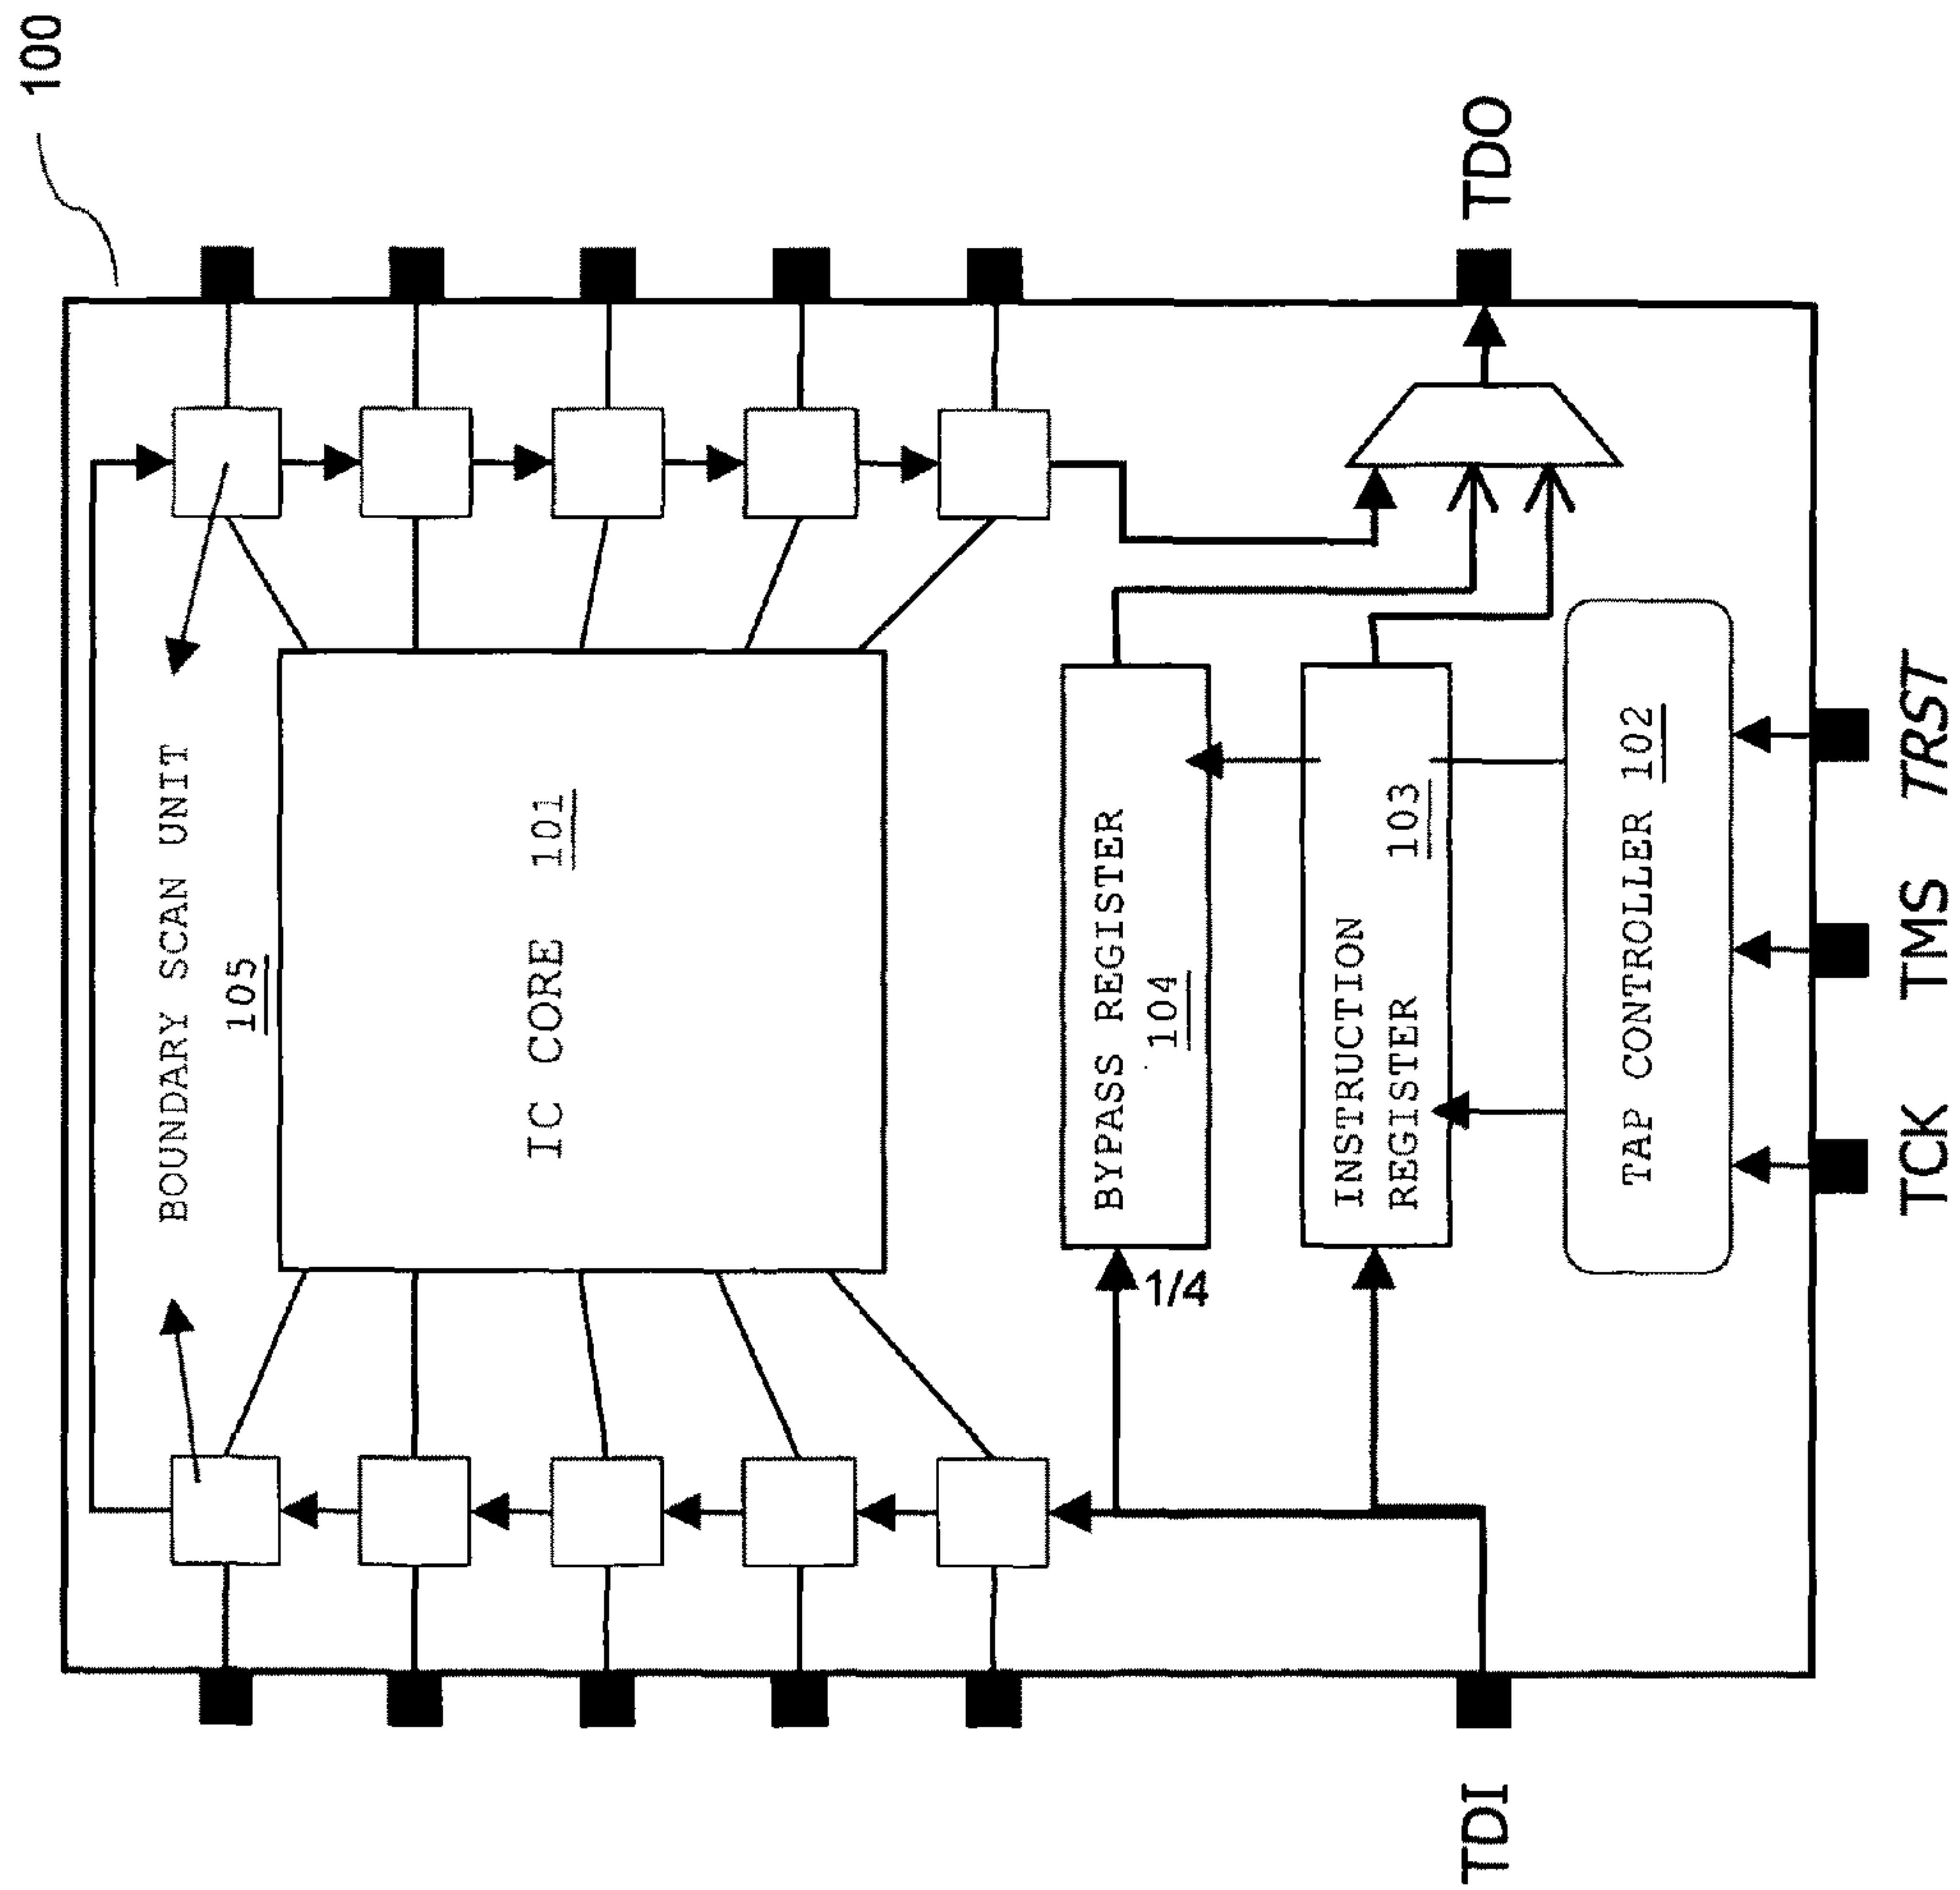 100
BOUNDARY SCAN UNIT
105
IC CORE 101
BYPASS REGISTER
104
1/4
INSTRUCTION
REGISTER 103
TAP CONTROLLER 102
TDI
TDO
TCK TMS TRST